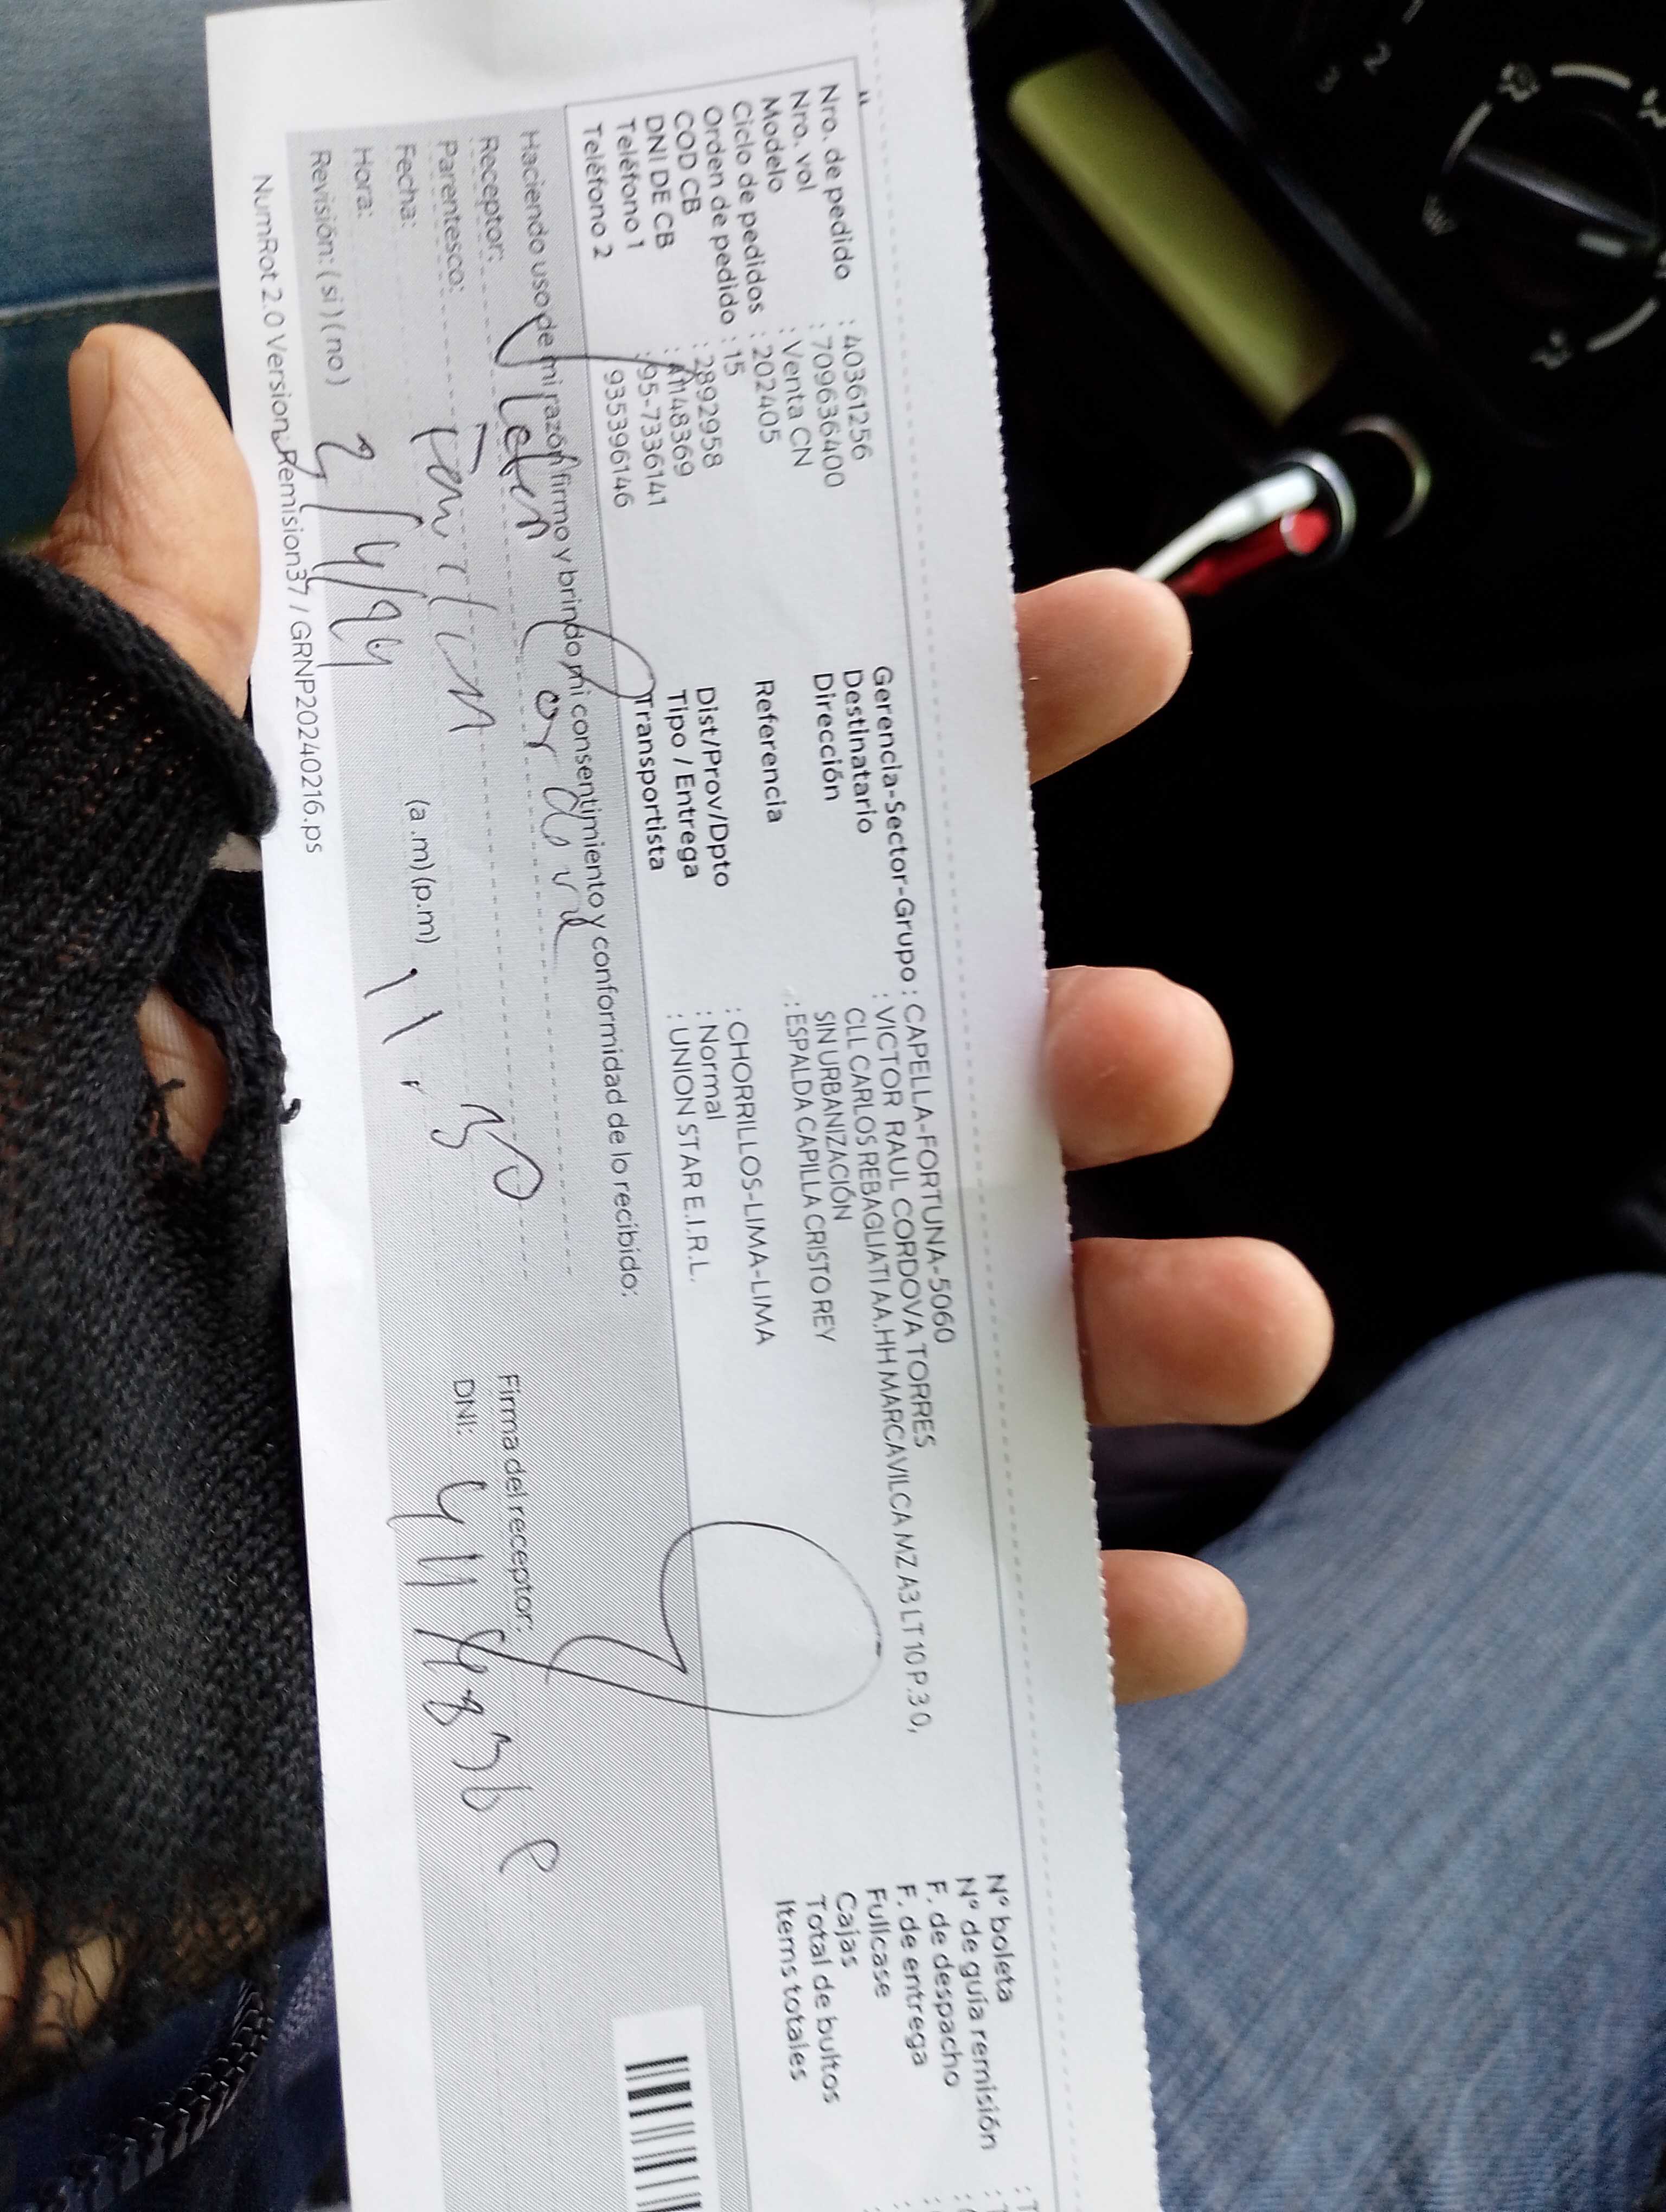 Nro. de pedido : 40361256
Nro. vol : 709636400
Modelo : Venta CN
Ciclo de pedidos : 202405
Orden de pedido : 15
COD CB : 2892958
DNI DE CB : 41148369
Teléfono 1 : 95-7336141
Teléfono 2 935396146
Gerencia-Sector-Grupo : CAPELLA-FORTUNA-5060
Destinatario : VICTOR RAUL CORDOVA TORRES
Dirección CLL CARLOS REBAGLIATI AA.HH MARCAVILCA MZ A3 LT 10 P.3 0,
SIN URBANIZACIÓN
Referencia : ESPALDA CAPILLA CRISTO REY
Dist/Prov/Dpto : CHORRILLOS-LIMA-LIMA
Tipo / Entrega : Normal
Transportista : UNION STAR E.I.R.L.
N° boleta
N° de guía remisión
F. de despacho
F. de entrega
Fullcase
Cajas
Total de bultos
Items totales
Haciendo uso de mi razón firmo y brindo mi consentimiento y conformidad de lo recibido:
Receptor:
Parentesco:
Fecha: 2/4/24
Hora: (a.m) (p.m) 11.30
Revisión: ( si ) ( no )
Firma del receptor:
DNI:
NumRot 2.0 Version:Remision37 / GRNP20240216.ps